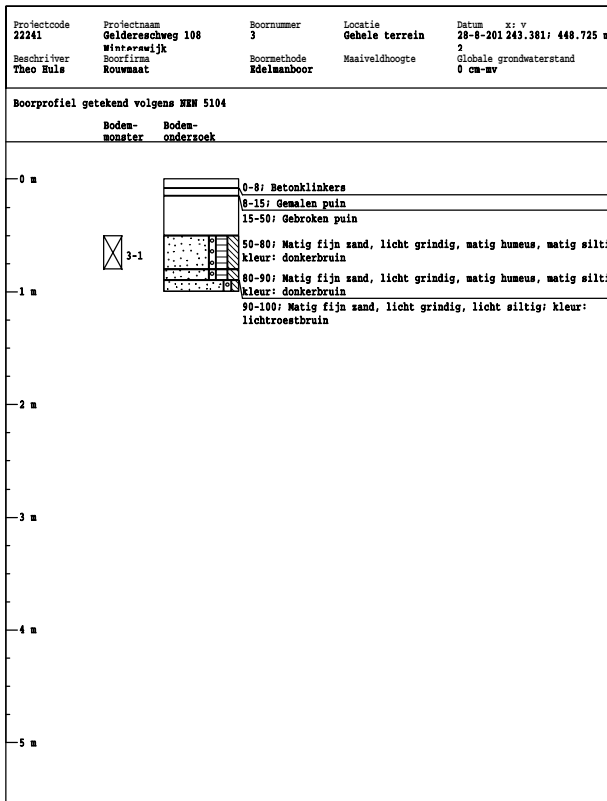 Projectcode Projectnaam Boornummer Locatie Datum x: y
22241 Geldereschweg 108 3 Gehele terrein 28-8-201 243.381; 448.725 m
Winterswijk 2
Beschrijver Boorfirma Boormethode Maaiveldhoogte Globale grondwaterstand
Theo Huls Rouwmaat Edelmanboor 0 cm-mv
Boorprofiel getekend volgens NEN 5104
Bodem- Bodem-
monster onderzoek
0 m
0-8; Betonklinkers
8-15; Gemalen puin
15-50; Gebroken puin
50-80; Matig fijn zand, licht grindig, matig humeus, matig silti
3-1 kleur: donkerbruin
80-90; Matig fijn zand, licht grindig, matig humeus, matig silti
1 m kleur: donkerbruin
90-100; Matig fijn zand, licht grindig, licht siltig; kleur:
lichtroestbruin
2 m
3 m
4 m
5 m